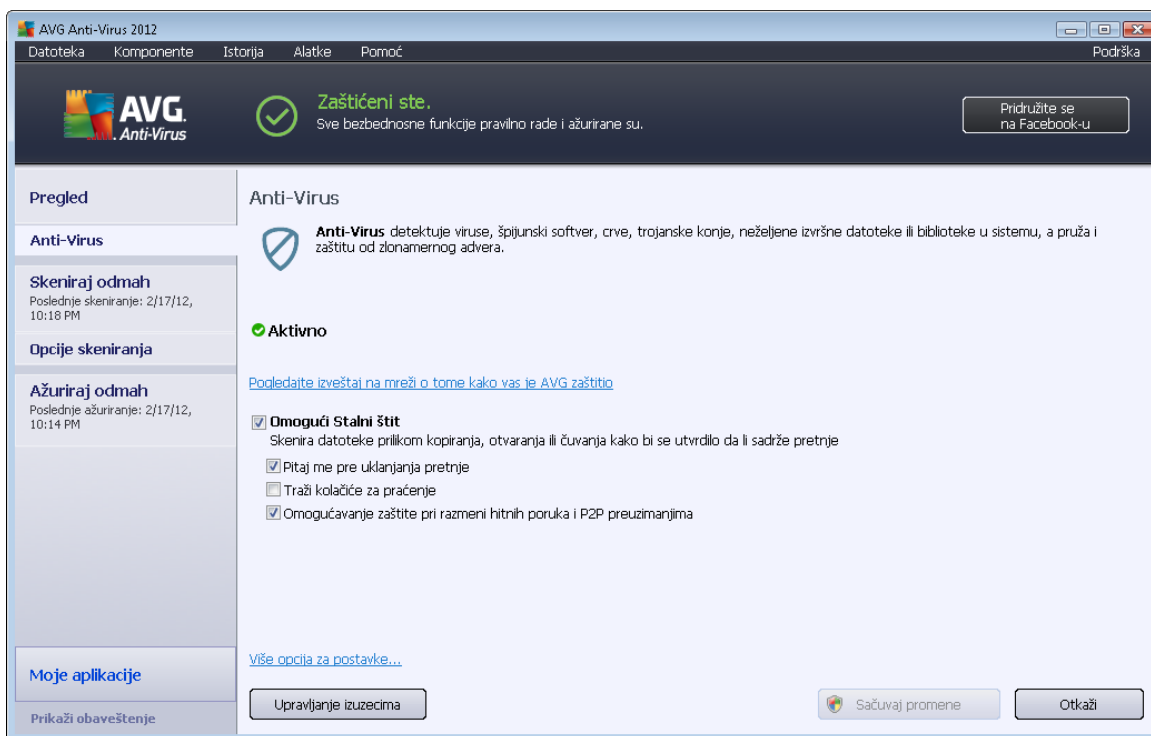 AVG Anti-Virus 2012
Datoteka Komponente Istorija Alatke Pomoć Podrška
AVG.
Anti-Virus
Zaštićeni ste.
Sve bezbednosne funkcije pravilno rade i ažurirane su.
Pridružite se
na Facebook-u
Pregled
Anti-Virus
Skeniraj odmah
Poslednje skeniranje: 2/17/12,
10:18 PM
Opcije skeniranja
Ažuriraj odmah
Poslednje ažuriranje: 2/17/12,
10:14 PM
Moje aplikacije
Prikaži obaveštenje
Anti-Virus
Anti-Virus detektuje viruse, špijunski softver, crve, trojanske konje, neželjene izvršne datoteke ili biblioteke u sistemu, a pruža i
zaštitu od zlonamernog advera.
Aktivno
Pogledajte izveštaj na mreži o tome kako vas je AVG zaštitio
Omogući Stalni štit
Skenira datoteke prilikom kopiranja, otvaranja ili čuvanja kako bi se utvrdilo da li sadrže pretnje
Pitaj me pre uklanjanja pretnje
Traži kolačiće za praćenje
Omogućavanje zaštite pri razmeni hitnih poruka i P2P preuzimanjima
Više opcija za postavke...
Upravljanje izuzecima
Sačuvaj promene
Otkaži